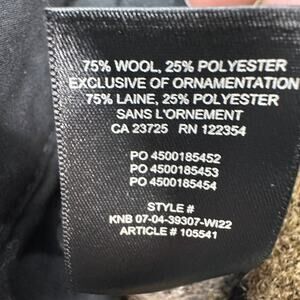 75% WOOL, 25% POLYESTER
EXCLUSIVE OF ORNAMENTATION
75% LAINE, 25% POLYESTER
SANS L'ORNEMENT
CA 23725 RN 122354
PO 4500185452
PO 4500185453
PO 4500185454
STYLE #
KNB 07-04-39307-WI22
ARTICLE # 105541